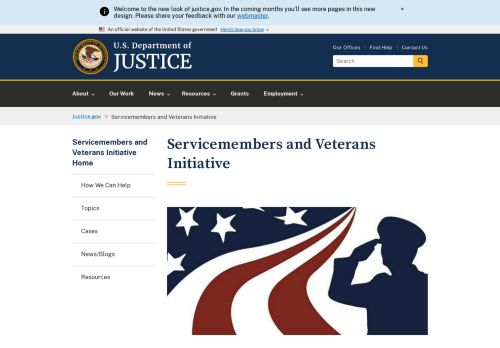 Welcome to the new look of justice.gov. In the coming months you'll see more pages in this new
design. Please share your feedback with our webmaster.
×
An official website of the United States government Here's how you know
U.S. Department of
JUSTICE
Our Offices | Find Help | Contact Us
Search
About Our Work News Resources Grants Employment
Justice.gov > Servicemembers and Veterans Initiative
Servicemembers and
Veterans Initiative
Home
How We Can Help
Topics
Cases
News/Blogs
Resources
Servicemembers and Veterans
Initiative